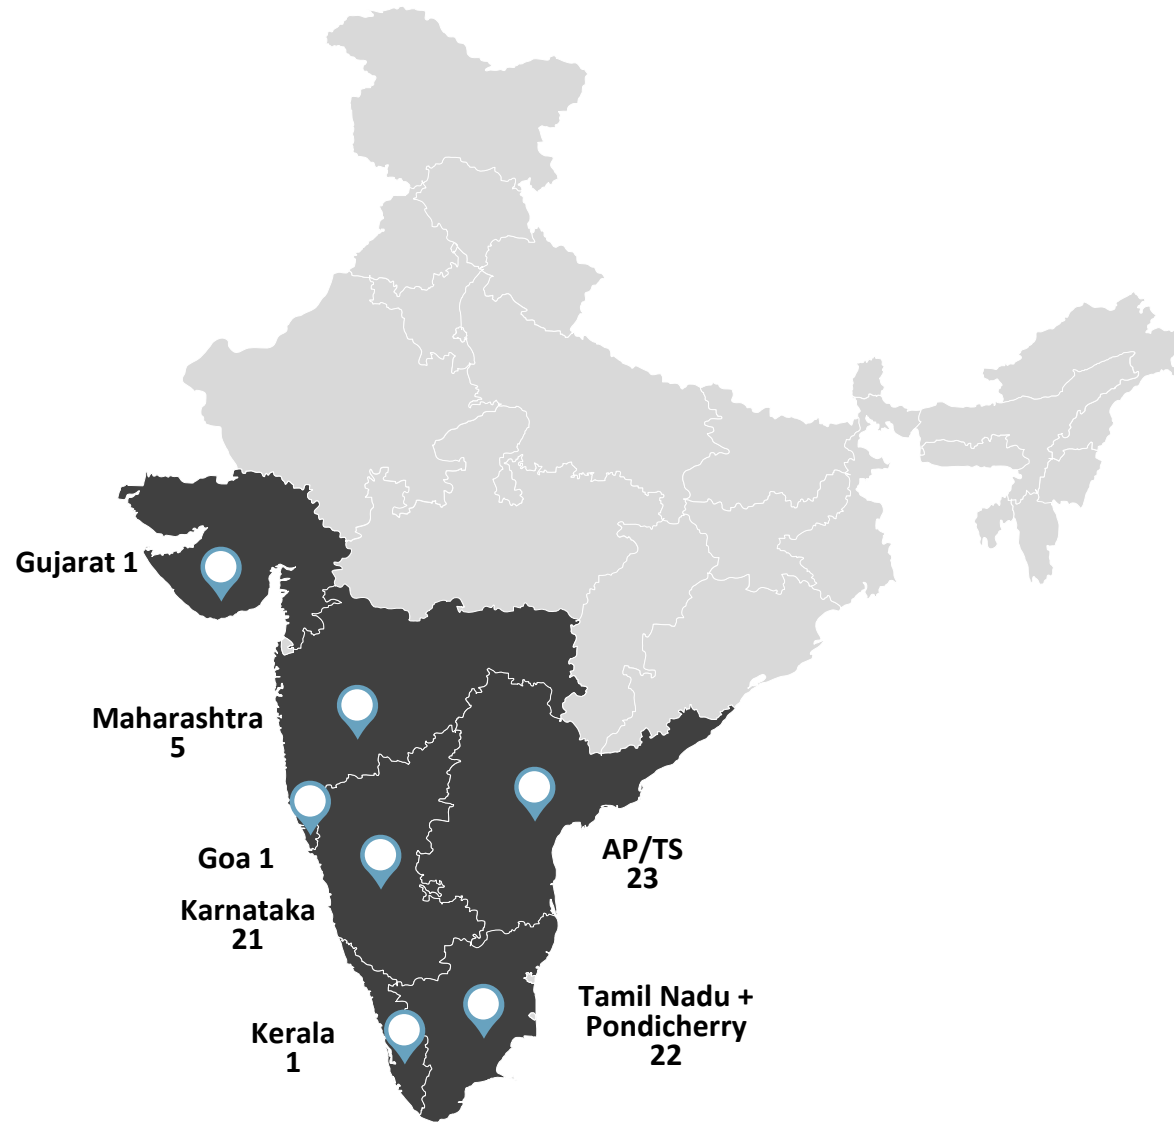 Gujarat 1
Maharashtra
5
Goa 1
AP/TS
23
Karnataka
21
Tamil Nadu +
Pondicherry
22
Kerala
1